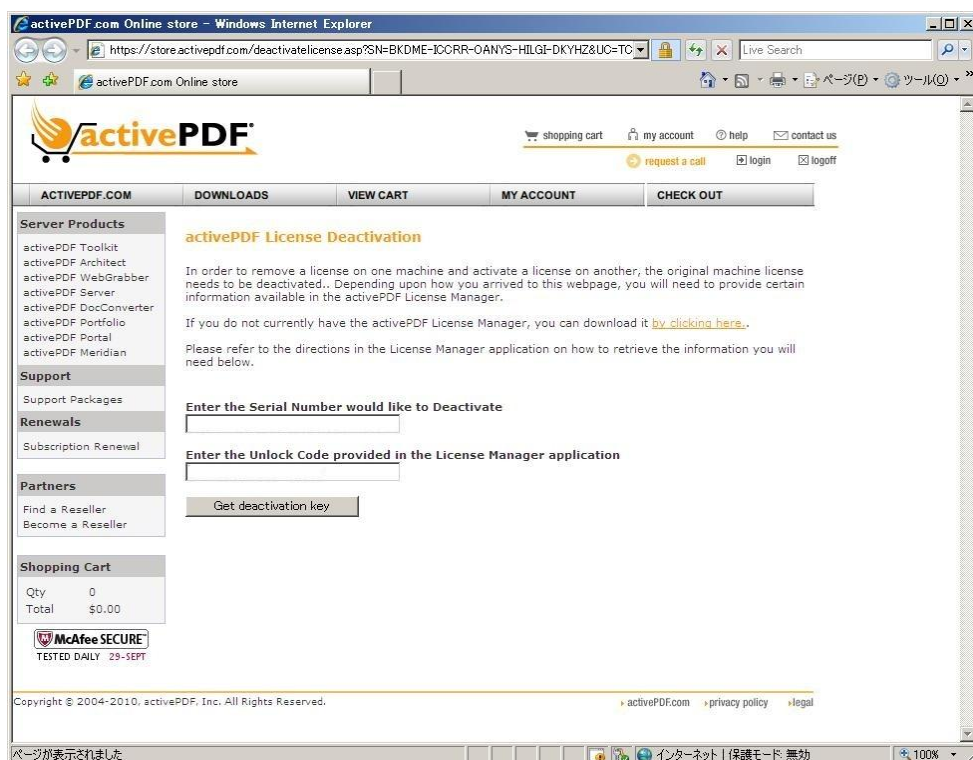 activePDF.com Online store - Windows Internet Explorer
https://store.activepdf.com/deactivatelicense.asp?SN=BKDME-ICCRR-OANYS-HILGI-DKYHZ&UC=TC
Live Search
activePDF.com Online store
ページ(P)
ツール(O)
activePDF
shopping cart
my account
help
contact us
request a call
login
logoff
ACTIVEPDF.COM
DOWNLOADS
VIEW CART
MY ACCOUNT
CHECK OUT
Server Products
activePDF Toolkit
activePDF Architect
activePDF WebGrabber
activePDF Server
activePDF DocConverter
activePDF Portfolio
activePDF Portal
activePDF Meridian
Support
Support Packages
Renewals
Subscription Renewal
Partners
Find a Reseller
Become a Reseller
Shopping Cart
Qty 0
Total $0.00
McAfee SECURE™
TESTED DAILY 29-SEPT
activePDF License Deactivation
In order to remove a license on one machine and activate a license on another, the original machine license
needs to be deactivated.. Depending upon how you arrived to this webpage, you will need to provide certain
information available in the activePDF License Manager.
If you do not currently have the activePDF License Manager, you can download it by clicking here..
Please refer to the directions in the License Manager application on how to retrieve the information you will
need below.
Enter the Serial Number would like to Deactivate
Enter the Unlock Code provided in the License Manager application
Get deactivation key
Copyright © 2004-2010, activePDF, Inc. All Rights Reserved.
activePDF.com
privacy policy
legal
ページが表示されました
インターネット | 保護モード: 無効
100%